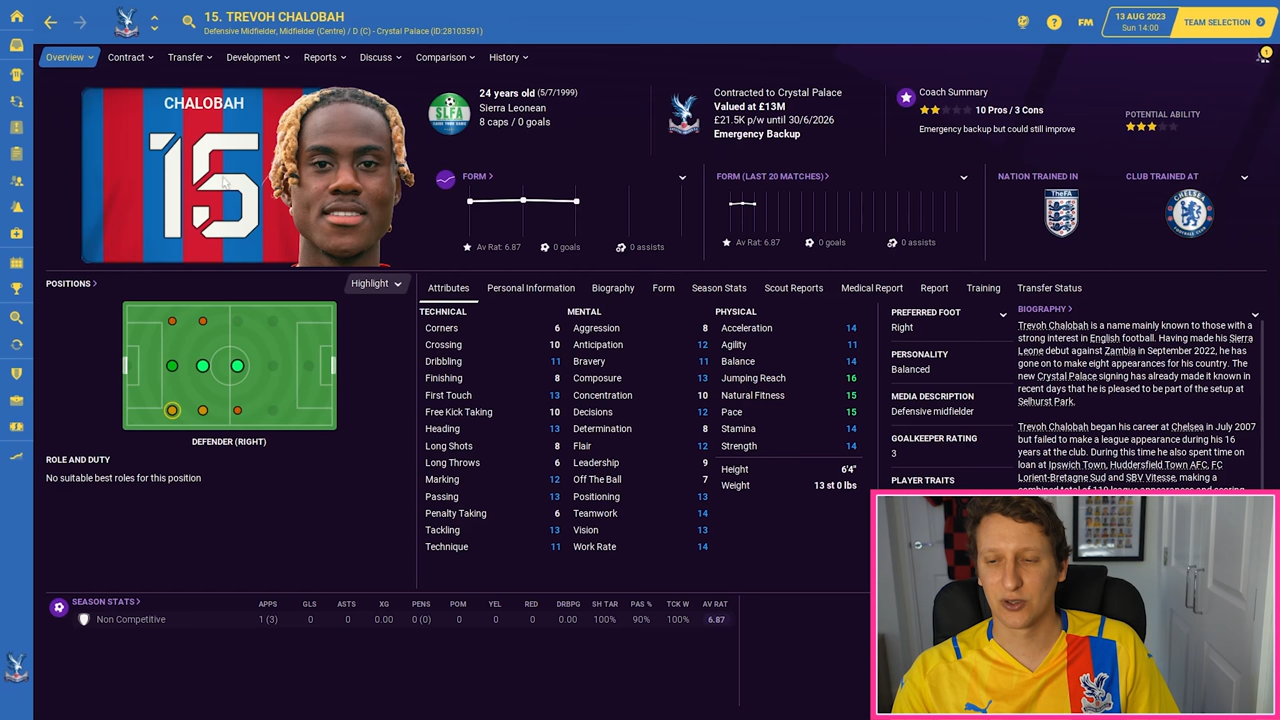 15. TREVOH CHALOBAH
Defensive Midfielder, Midfielder (Centre) / D (C) - Crystal Palace (ID:28103591)
FM
13 AUG 2023
Sun 14:00
TEAM SELECTION
Overview
Contract
Transfer
Development
Reports
Discuss
Comparison
History
1
CHALOBAH
15
SLFA
24 years old (5/7/1999)
Sierra Leonean
8 caps / 0 goals
Contracted to Crystal Palace
Valued at £13M
£21.5K p/w until 30/6/2026
Emergency Backup
Coach Summary
10 Pros / 3 Cons
Emergency backup but could still improve
POTENTIAL ABILITY
FORM
Av Rat: 6.87
0 goals
0 assists
FORM (LAST 20 MATCHES)
Av Rat: 6.87
0 goals
0 assists
NATION TRAINED IN
TheFA
CLUB TRAINED AT
POSITIONS
Highlight
DEFENDER (RIGHT)
ROLE AND DUTY
No suitable best roles for this position
Attributes
Personal Information
Biography
Form
Season Stats
Scout Reports
Medical Report
Report
Training
Transfer Status
TECHNICAL
Corners 6
Crossing 10
Dribbling 11
Finishing 8
First Touch 13
Free Kick Taking 10
Heading 13
Long Shots 8
Long Throws 6
Marking 12
Passing 13
Penalty Taking 6
Tackling 13
Technique 11
MENTAL
Aggression 8
Anticipation 12
Bravery 11
Composure 13
Concentration 10
Decisions 12
Determination 8
Flair 12
Leadership 9
Off The Ball 7
Positioning 13
Teamwork 14
Vision 13
Work Rate 14
PHYSICAL
Acceleration 14
Agility 11
Balance 14
Jumping Reach 16
Natural Fitness 15
Pace 15
Stamina 14
Strength 14
Height 6'4"
Weight 13 st 0 lbs
PREFERRED FOOT
Right
PERSONALITY
Balanced
MEDIA DESCRIPTION
Defensive midfielder
GOALKEEPER RATING
3
PLAYER TRAITS
BIOGRAPHY
Trevoh Chalobah is a name mainly known to those with a
strong interest in English football. Having made his Sierra
Leone debut against Zambia in September 2022, he has
gone on to make eight appearances for his country. The
new Crystal Palace signing has already made it known in
recent days that he is pleased to be part of the setup at
Selhurst Park.
Trevoh Chalobah began his career at Chelsea in July 2007
but failed to make a league appearance during his 16
years at the club. During this time he also spent time on
loan at Ipswich Town, Huddersfield Town AFC, FC
Lorient-Bretagne Sud and SBV Vitesse, making a
SEASON STATS
APPS GLS ASTS XG PENS POM YEL RED DRBPG SH TAR PAS % TCK W AV RAT
Non Competitive 1 (3) 0 0 0.00 0 (0) 0 0 0 0.00 100% 90% 100% 6.87